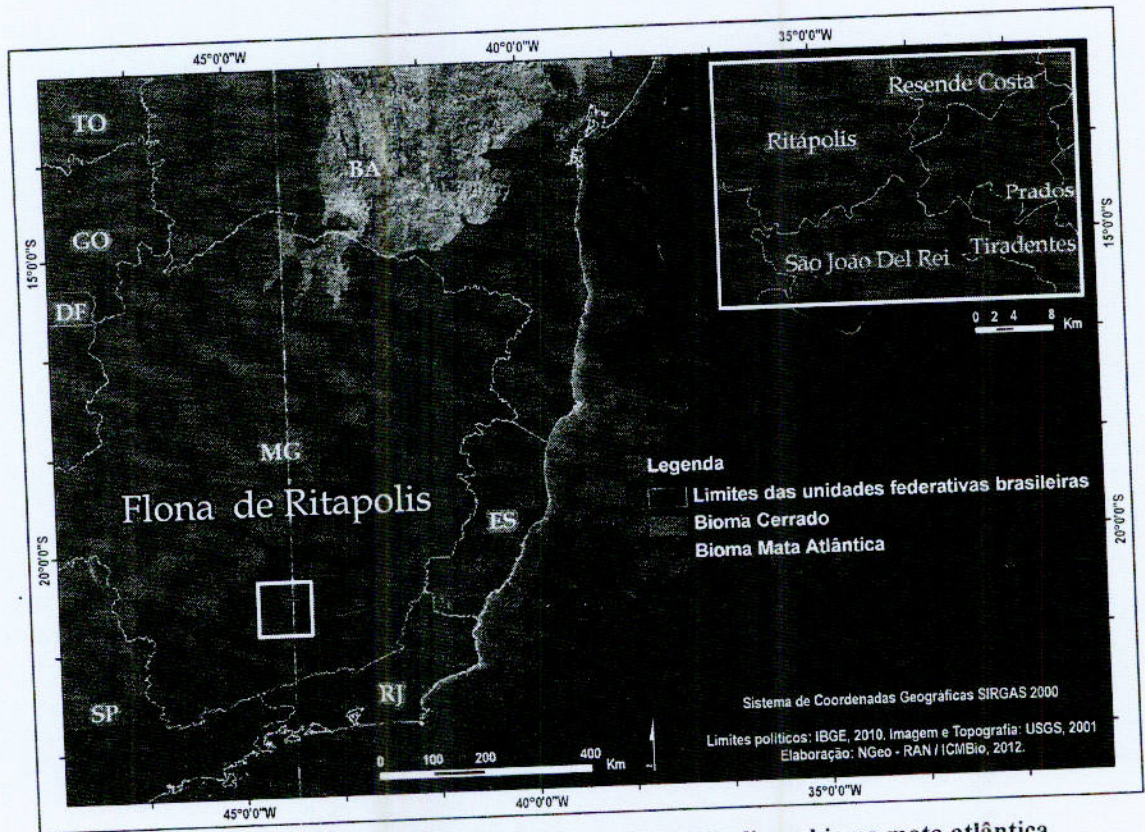 45°0'0"W
40°0'0"W
35°0'0"W
TO
BA
GO
DF
MG
Flona de Ritapolis
ES
RJ
SP
Resende Costa
Ritápolis
Prados
Tiradentes
São João Del Rei
0 2 4 8
Km
15°0'0"S
15°0'0"S
20°0'0"S
20°0'0"S
Legenda
Limites das unidades federativas brasileiras
Bioma Cerrado
Bioma Mata Atlântica
Sistema de Coordenadas Geográficas SIRGAS 2000
Limites políticos: IBGE, 2010. Imagem e Topografia: USGS, 2001
Elaboração: NGeo - RAN / ICMBio, 2012.
0 100 200 400
Km
45°0'0"W
40°0'0"W
35°0'0"W
mata atlântica